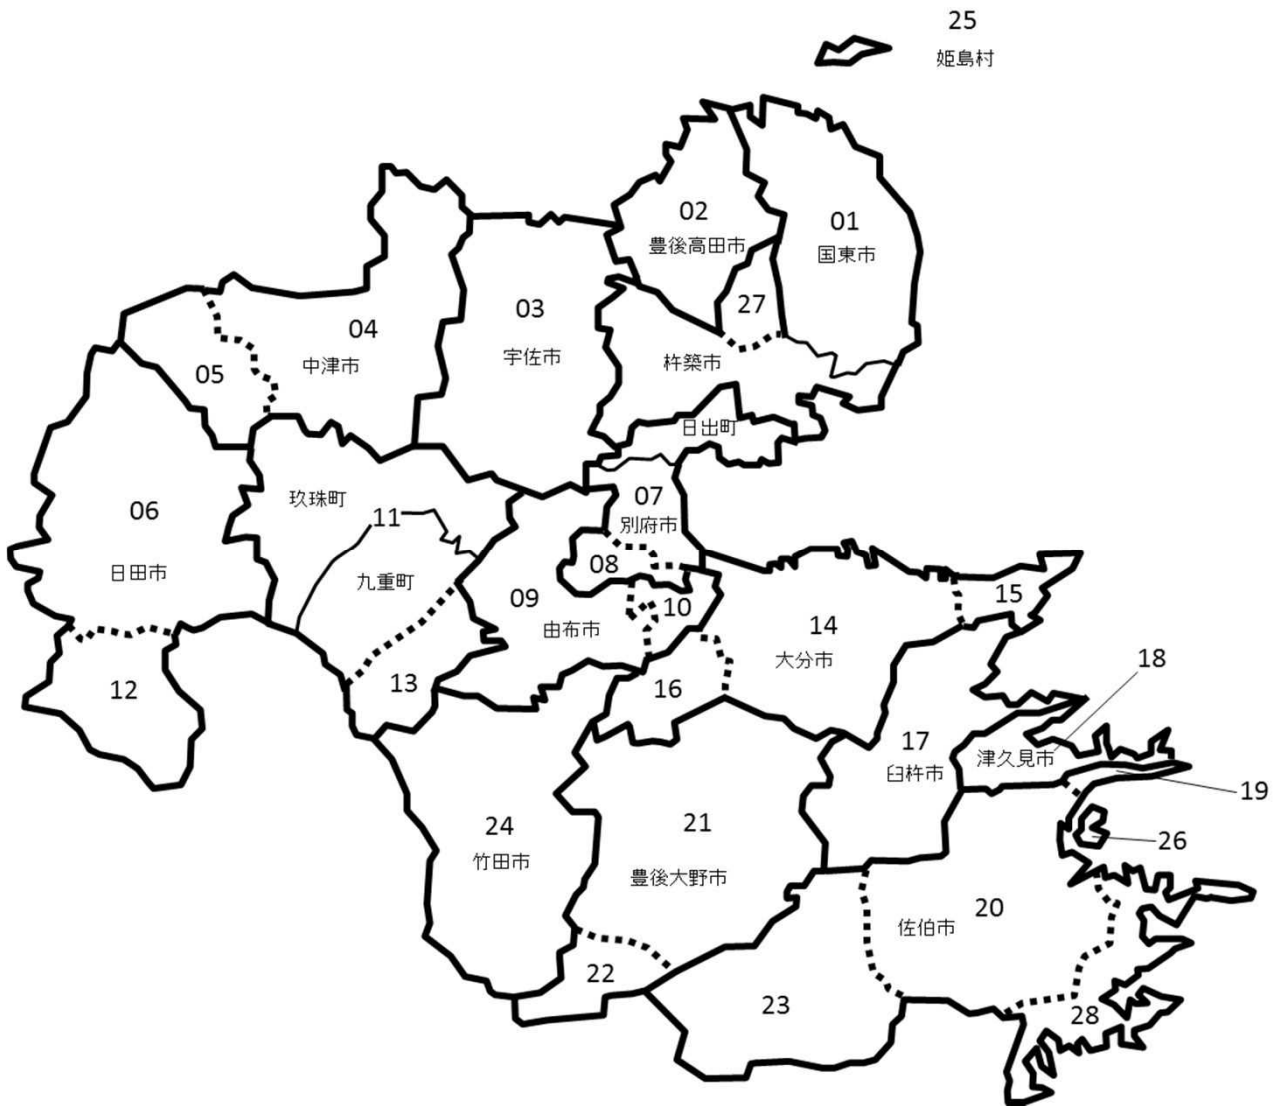 25
姫島村
02
豊後高田市
01
国東市
27
03
宇佐市
04
中津市
05
杵築市
日出町
06
日田市
玖珠町
11
九重町
07
別府市
08
09
由布市
10
14
大分市
15
12
13
16
17
臼杵市
18
津久見市
19
26
24
竹田市
21
豊後大野市
20
佐伯市
22
23
28